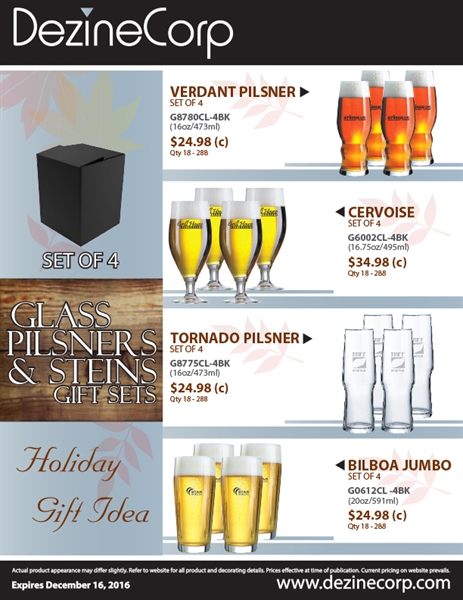 DezineCorp
VERDANT PILSNER
SET OF 4
G8780CL-4BK
(16oz/473ml)
$24.98 (c)
Qty 18 - 288
SET OF 4
CERVOISE
SET OF 4
G6002CL-4BK
(16.75oz/495ml)
$34.98 (c)
Qty 18 - 288
GLASS
PILSNERS
& STEINS
GIFT SETS
TORNADO PILSNER
SET OF 4
G8775CL-4BK
(16oz/473ml)
$24.98 (c)
Qty 18 - 288
Holiday
Gift Idea
BILBOA JUMBO
SET OF 4
G0612CL -4BK
(20oz/591ml)
$24.98 (c)
Qty 18 - 288
Actual product appearance may differ slightly. Refer to website for all product and decorating details. Prices effective at time of publication. Current pricing on website prevails.
Expires December 16, 2016
www.dezinecorp.com